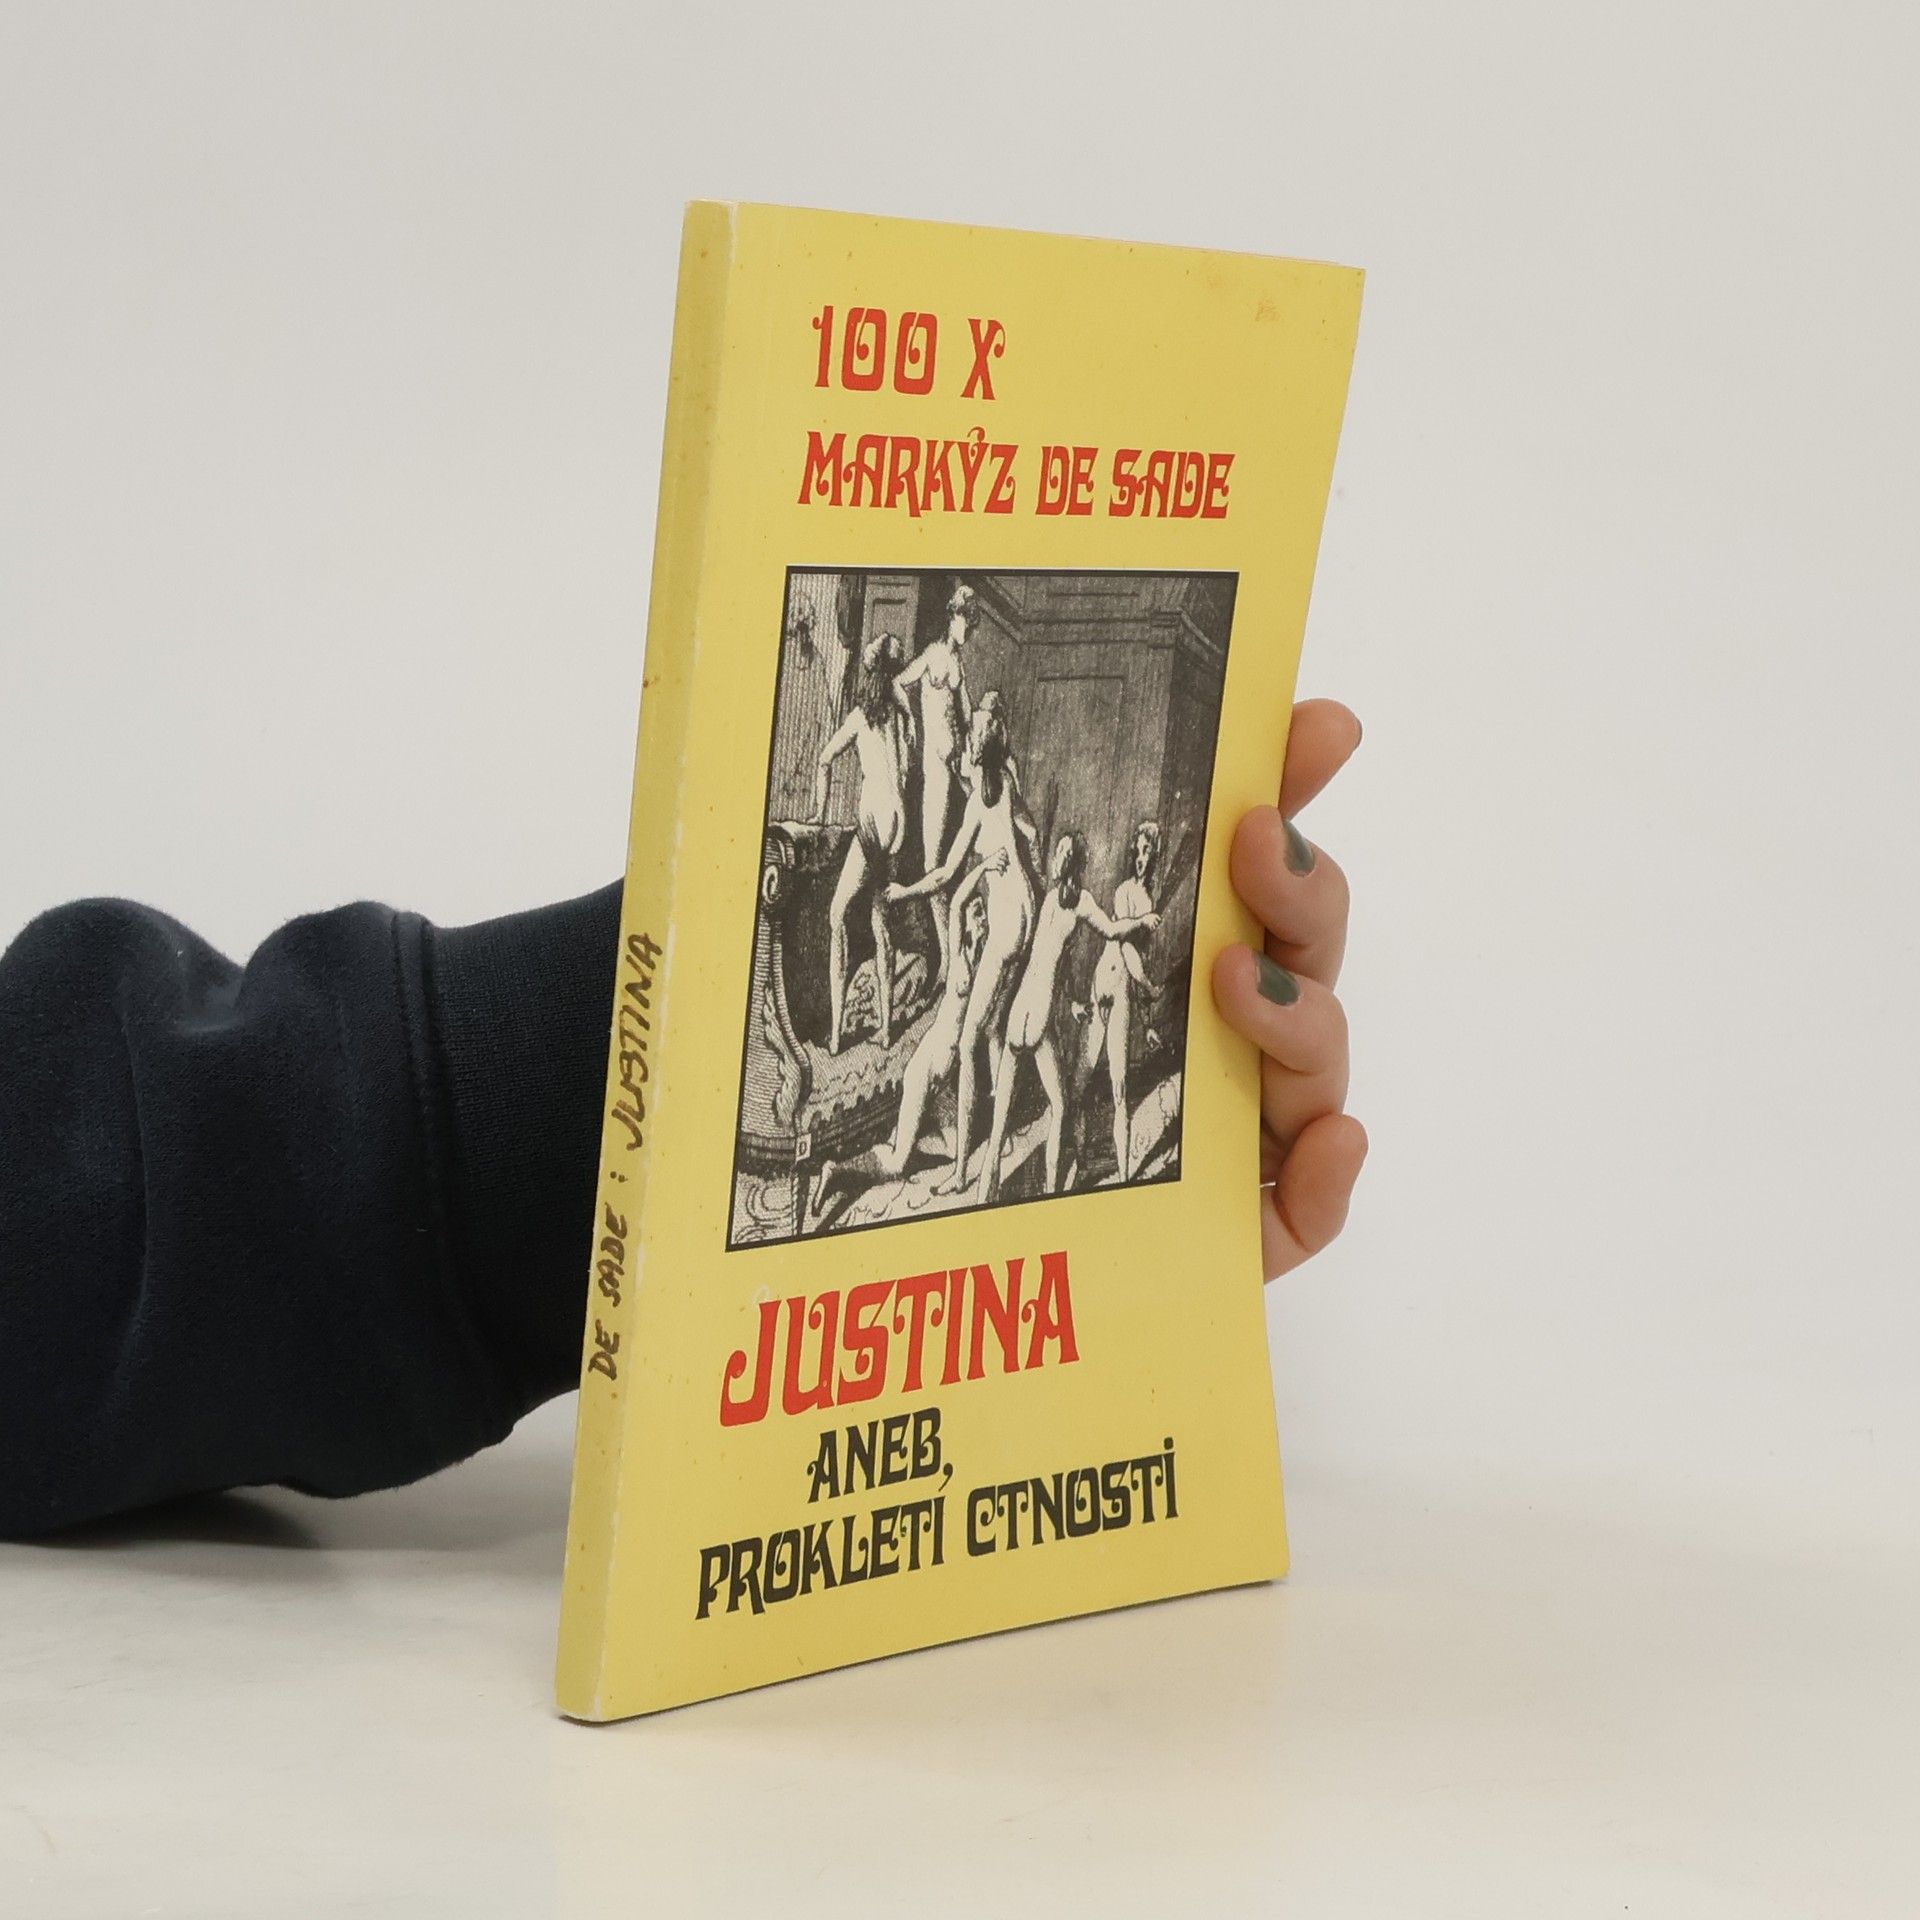 100 X
MARKÝZ DE SADE
JUSTINA
ANEB,
PROKLETÍ CTNOSTI
DE SADE : JUSTINA